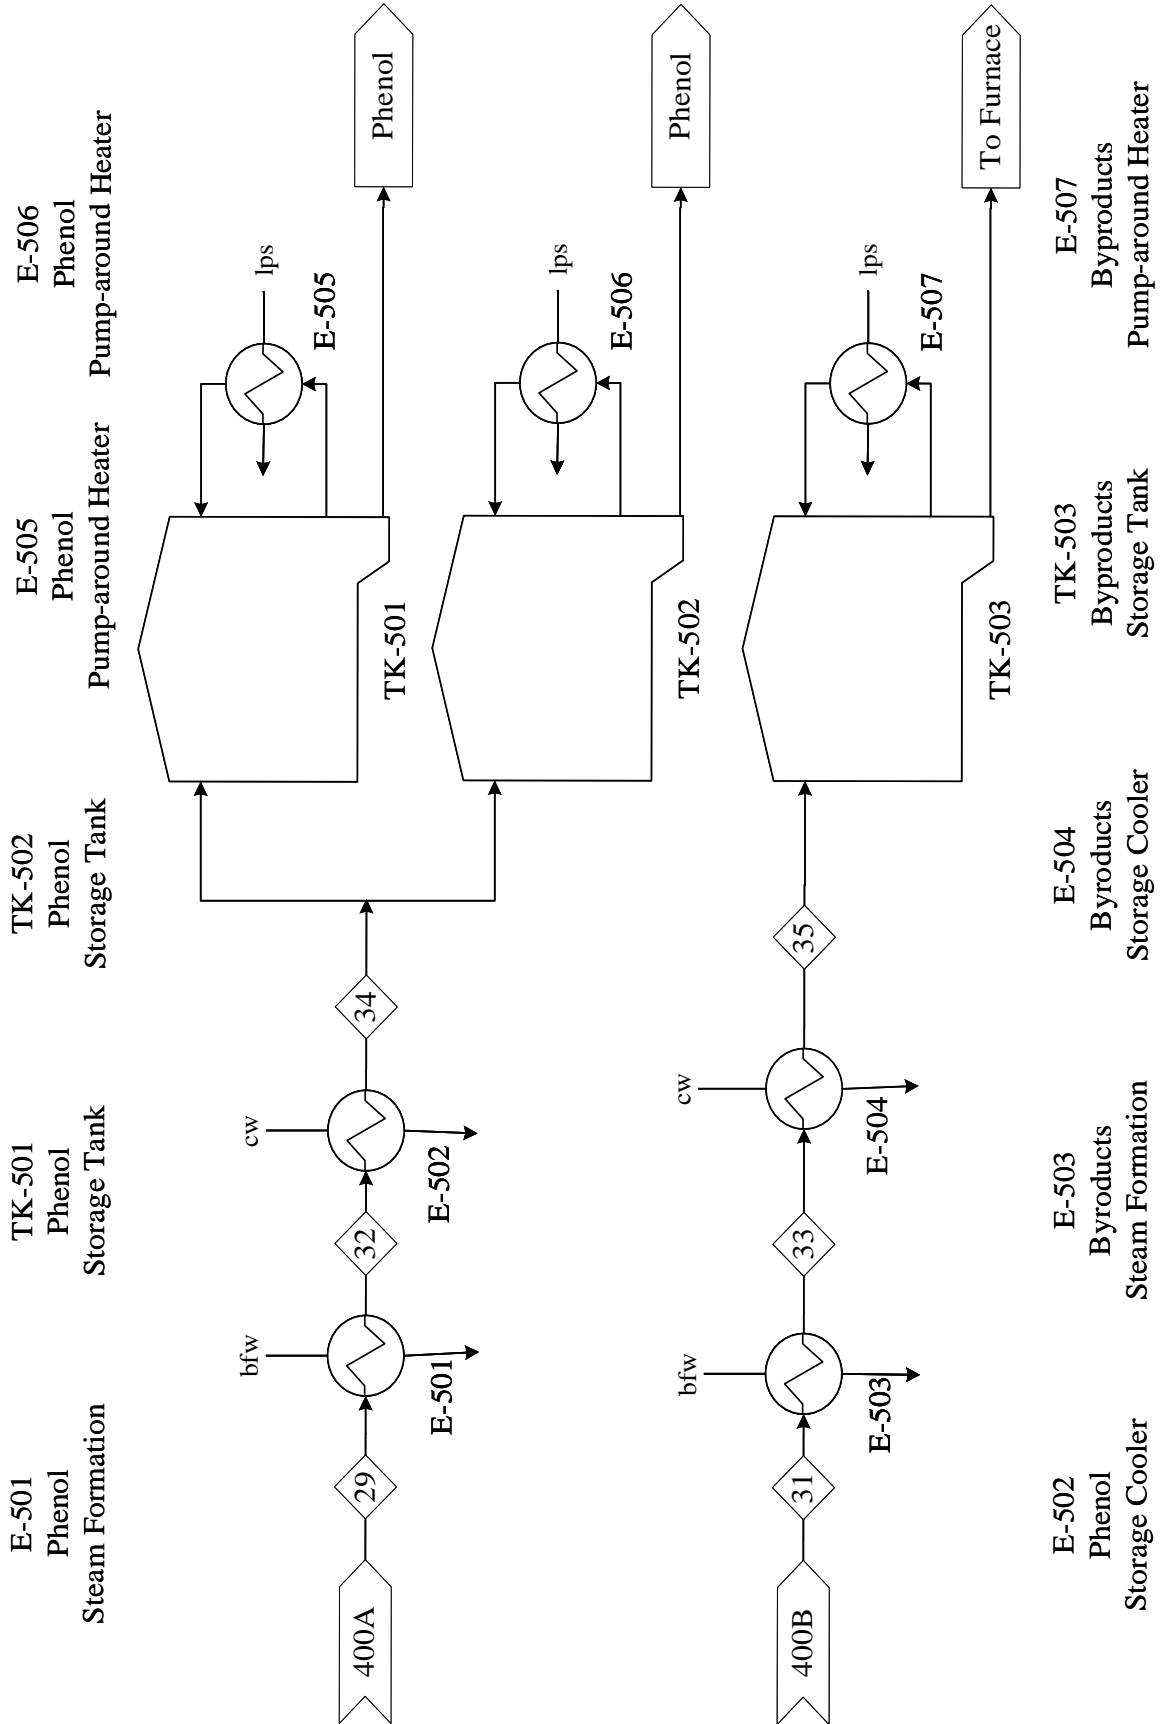 E-501
Phenol
Steam Formation
TK-501
Phenol
Storage Tank
TK-502
Phenol
Storage Tank
E-505
Phenol
Pump-around Heater
E-506
Phenol
Pump-around Heater
400A
29
bfw
E-501
32
cw
E-502
34
TK-501
lps
E-505
Phenol
TK-502
lps
E-506
Phenol
400B
31
bfw
E-503
33
cw
E-504
35
TK-503
lps
E-507
To Furnace
E-502
Phenol
Storage Cooler
E-503
Byroducts
Steam Formation
E-504
Byroducts
Storage Cooler
TK-503
Byproducts
Storage Tank
E-507
Byproducts
Pump-around Heater